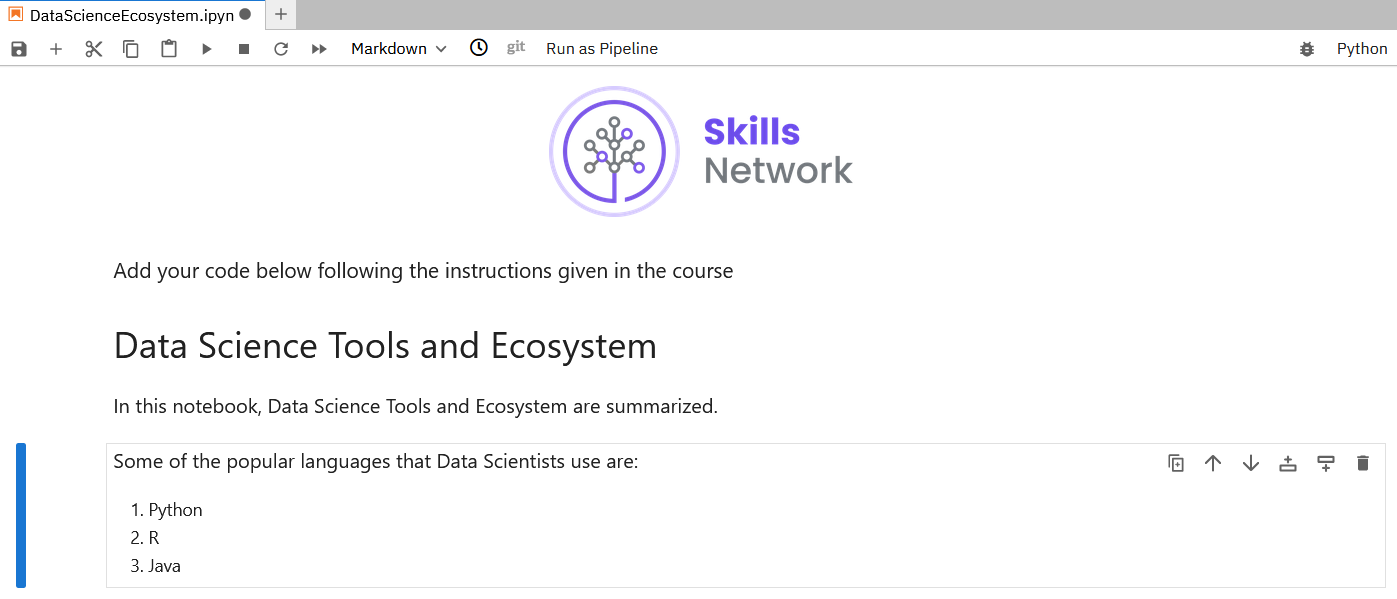 DataScienceEcosystem.ipyn
Markdown git Run as Pipeline Python
Skills
Network
Add your code below following the instructions given in the course
Data Science Tools and Ecosystem
In this notebook, Data Science Tools and Ecosystem are summarized.
Some of the popular languages that Data Scientists use are:
1. Python
2. R
3. Java